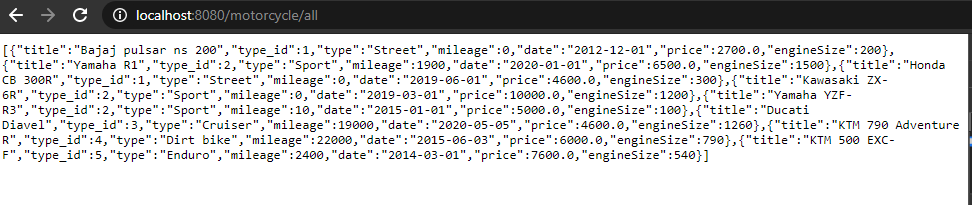 localhost:8080/motorcycle/all
[{"title":"Bajaj pulsar ns 200","type_id":1,"type":"Street","mileage":0,"date":"2012-12-01","price":2700.0,"engineSize":200},
{"title":"Yamaha R1","type_id":2,"type":"Sport","mileage":1900,"date":"2020-01-01","price":6500.0,"engineSize":1500},{"title":"Honda
CB 300R","type_id":1,"type":"Street","mileage":0,"date":"2019-06-01","price":4600.0,"engineSize":300},{"title":"Kawasaki ZX-
6R","type_id":2,"type":"Sport","mileage":0,"date":"2019-03-01","price":10000.0,"engineSize":1200},{"title":"Yamaha YZF-
R3","type_id":2,"type":"Sport","mileage":10,"date":"2015-01-01","price":5000.0,"engineSize":100},{"title":"Ducati
Diavel","type_id":3,"type":"Cruiser","mileage":19000,"date":"2020-05-05","price":4600.0,"engineSize":1260},{"title":"KTM 790 Adventure
R","type_id":4,"type":"Dirt bike","mileage":22000,"date":"2015-06-03","price":6000.0,"engineSize":790},{"title":"KTM 500 EXC-
F","type_id":5,"type":"Enduro","mileage":2400,"date":"2014-03-01","price":7600.0,"engineSize":540}]